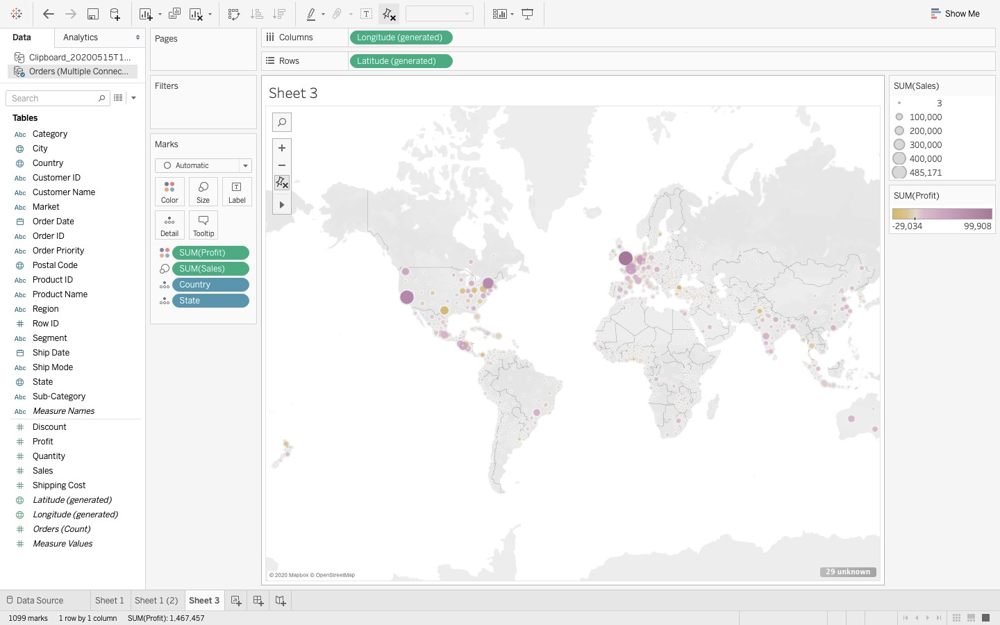 Show Me
Data
Analytics
Pages
Columns
Longitude (generated)
Rows
Latitude (generated)
Clipboard_20200515T1...
Orders (Multiple Connec...
Search
Tables
Abc Category
City
Country
Abc Customer ID
Abc Customer Name
Abc Market
Order Date
Abc Order ID
Abc Order Priority
Postal Code
Abc Product ID
Abc Product Name
Abc Region
# Row ID
Abc Segment
Ship Date
Abc Ship Mode
State
Abc Sub-Category
Abc Measure Names
# Discount
# Profit
# Quantity
# Sales
# Shipping Cost
Latitude (generated)
Longitude (generated)
# Orders (Count)
# Measure Values
Filters
Marks
Automatic
Color
Size
Label
Detail
Tooltip
SUM(Profit)
SUM(Sales)
Country
State
Sheet 3
© 2020 Mapbox © OpenStreetMap
29 unknown
SUM(Sales)
3
100,000
200,000
300,000
400,000
485,171
SUM(Profit)
-29,034 99,908
Data Source
Sheet 1
Sheet 1 (2)
Sheet 3
1099 marks 1 row by 1 column SUM(Profit): 1,467,457